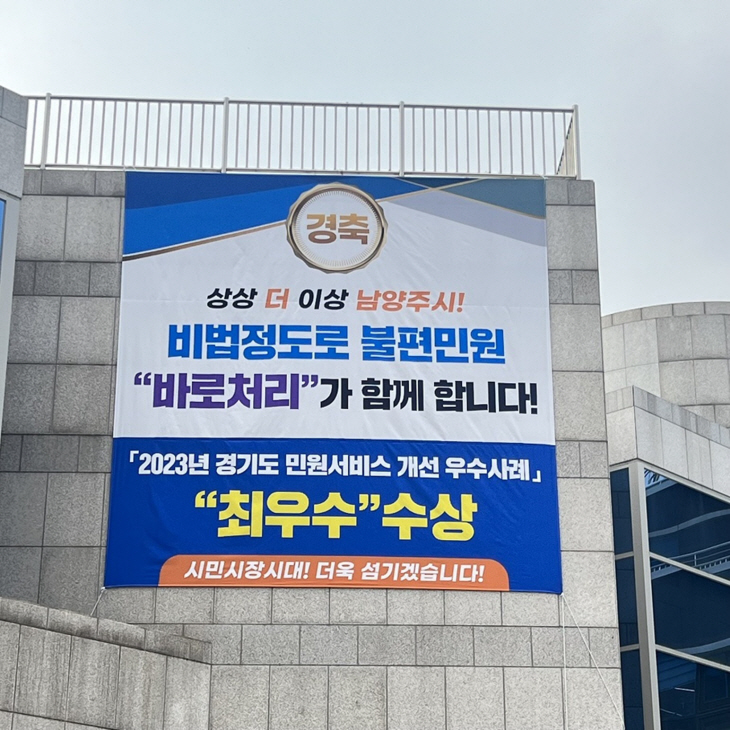 경축
상상 더 이상 남양주시!
비법정도로 불편민원
“바로처리”가 함께 합니다!
「2023년 경기도 민원서비스 개선 우수사례」
“최우수”수상
시민시장시대! 더욱 섬기겠습니다!